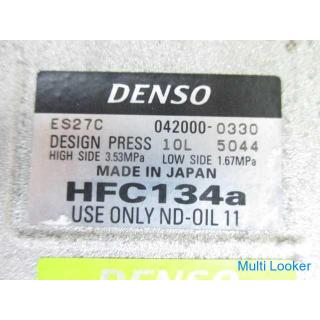 DENSO
ES27C 042000-0330
DESIGN PRESS 10L 5044
HIGH SIDE 3.53MPa LOW SIDE 1.67MPa
MADE IN JAPAN
HFC134a
USE ONLY ND-OIL 11
DENSO
Multi Looker